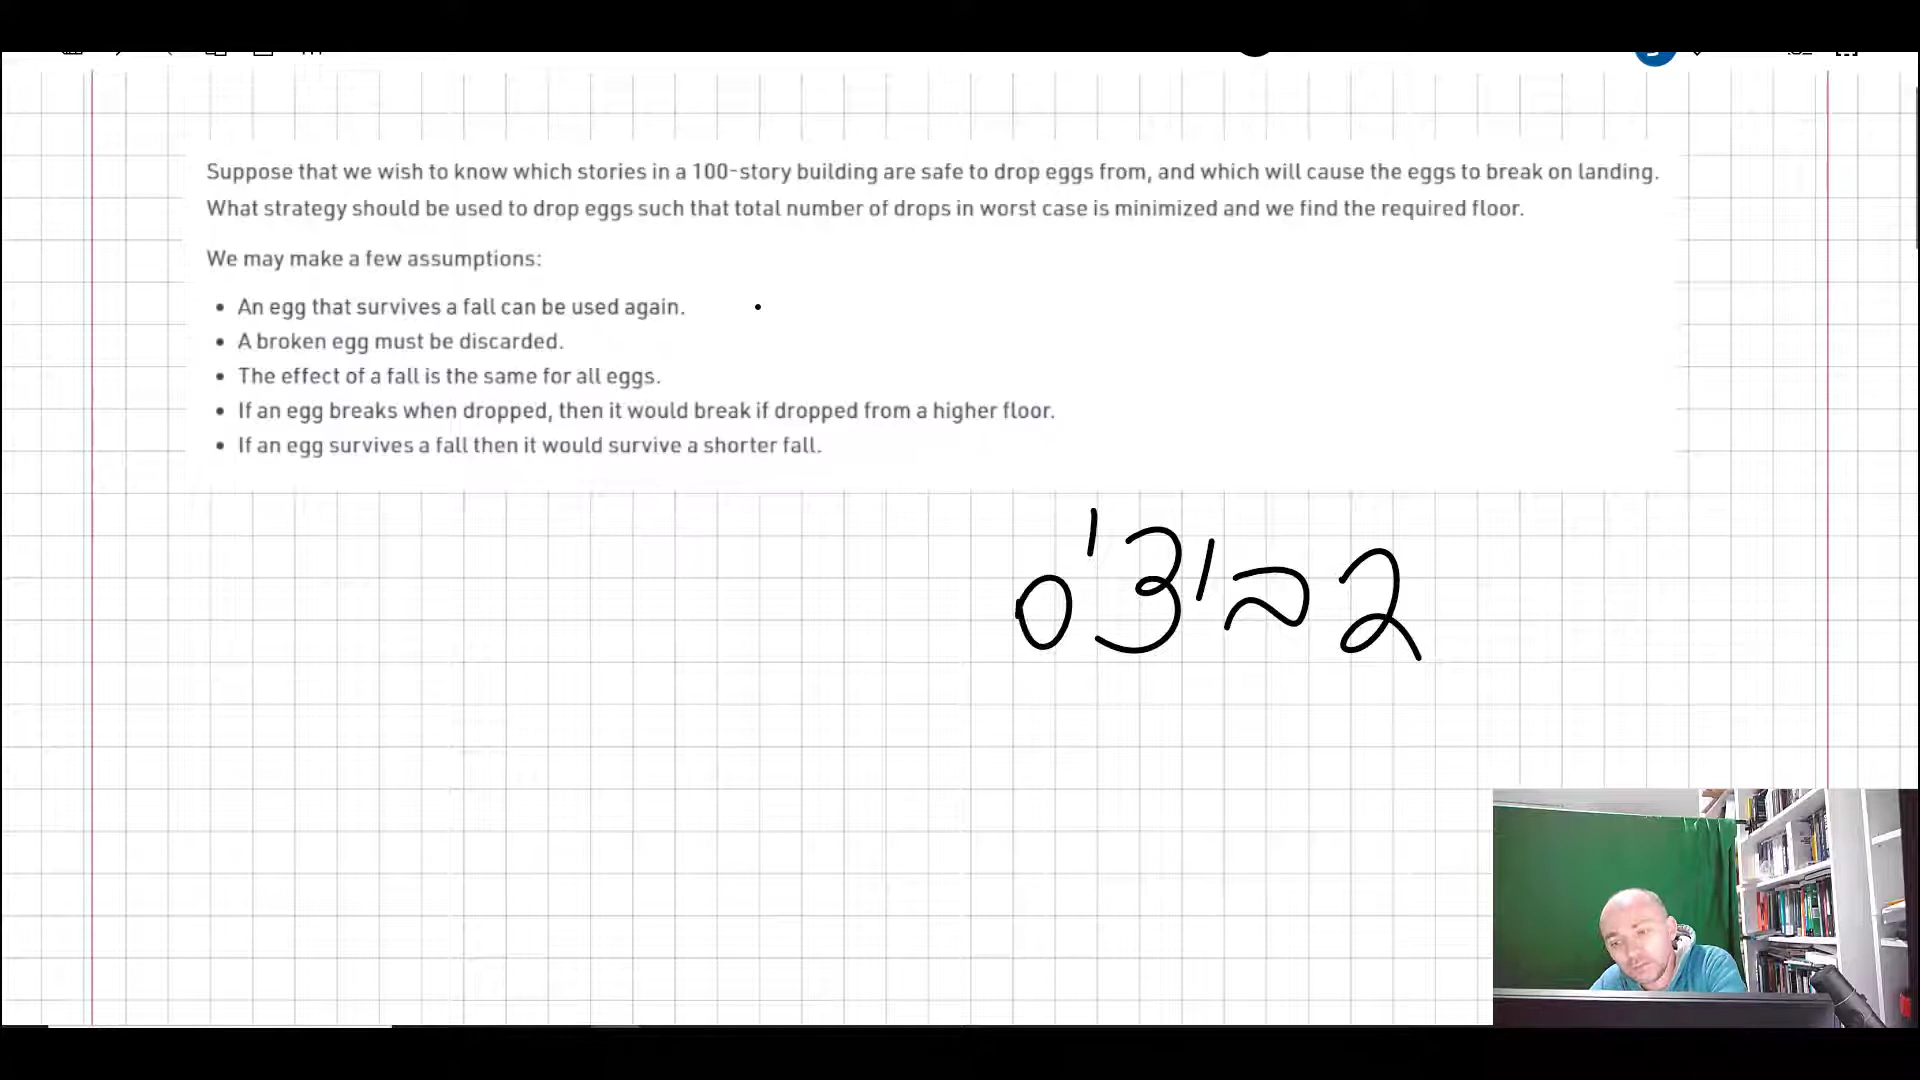 Suppose that we wish to know which stories in a 100-story building are safe to drop eggs from, and which will cause the eggs to break on landing.
What strategy should be used to drop eggs such that total number of drops in worst case is minimized and we find the required floor.
We may make a few assumptions:
• An egg that survives a fall can be used again.
• A broken egg must be discarded.
• The effect of a fall is the same for all eggs.
• If an egg breaks when dropped, then it would break if dropped from a higher floor.
• If an egg survives a fall then it would survive a shorter fall.
2 ביצים